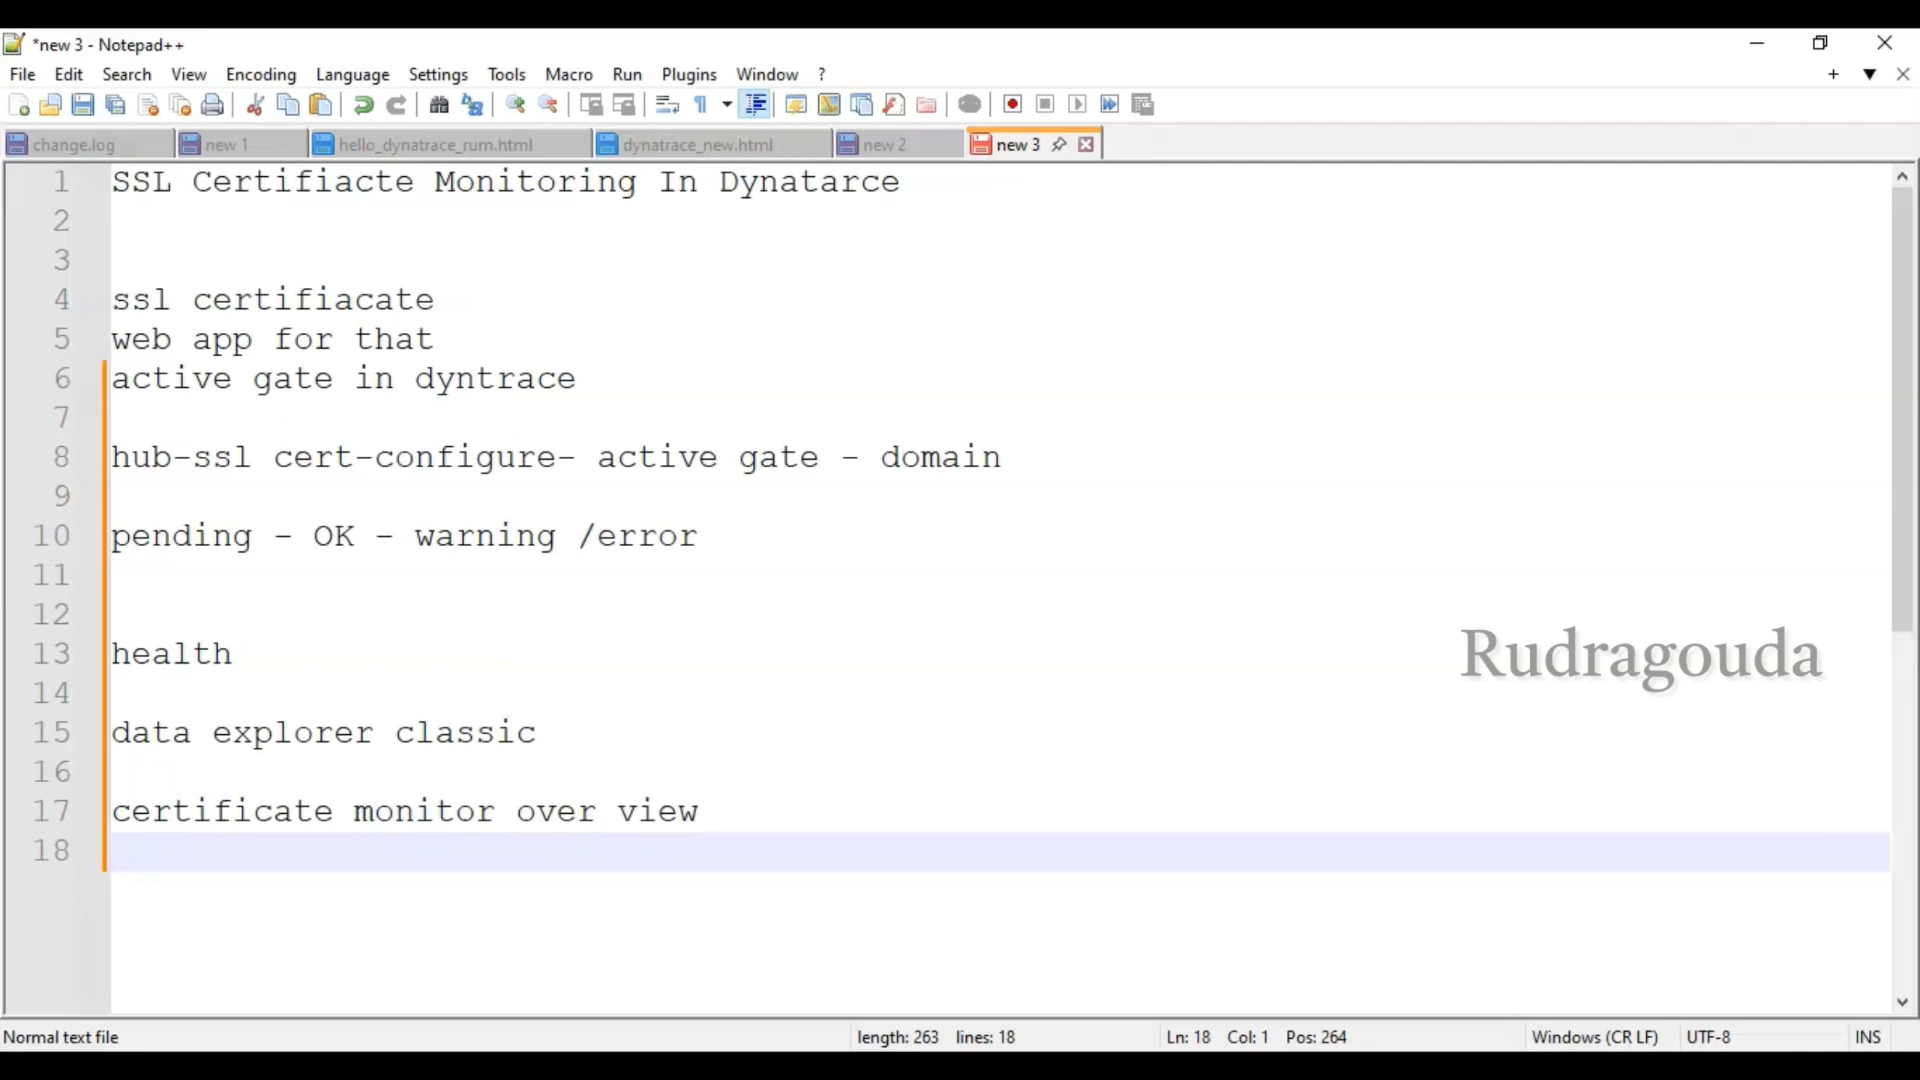 *new 3 - Notepad++
File Edit Search View Encoding Language Settings Tools Macro Run Plugins Window ?
change.log new 1 hello_dynatrace_rum.html dynatrace_new.html new 2 new 3
1 SSL Certifiacte Monitoring In Dynatarce
2
3
4 ssl certifiacate
5 web app for that
6 active gate in dyntrace
7
8 hub-ssl cert-configure- active gate - domain
9
10 pending - OK - warning /error
11
12
13 health
Rudragouda
14
15 data explorer classic
16
17 certificate monitor over view
18
Normal text file length: 263 lines: 18 Ln: 18 Col: 1 Pos: 264 Windows (CR LF) UTF-8 INS